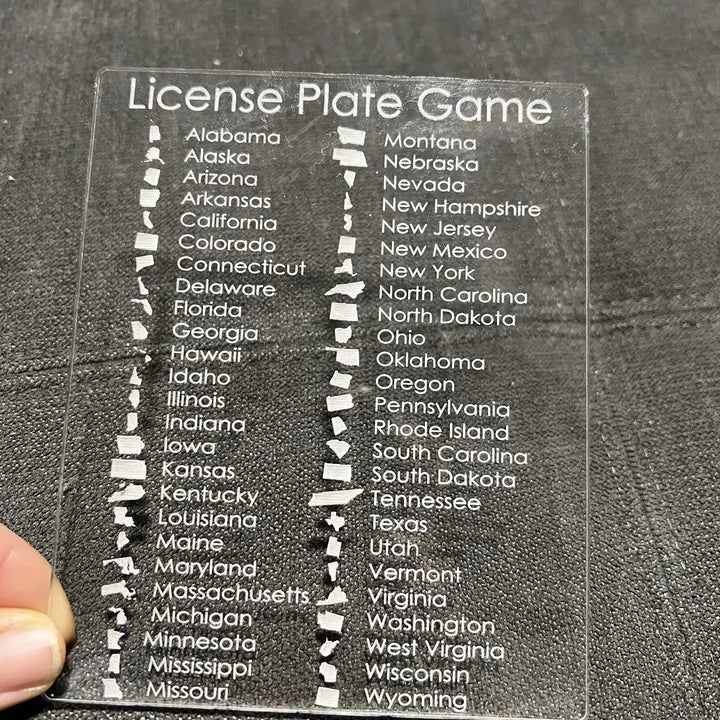 License Plate Game
Alabama
Alaska
Arizona
Arkansas
California
Colorado
Connecticut
Delaware
Florida
Georgia
Hawaii
Idaho
Illinois
Indiana
Iowa
Kansas
Kentucky
Louisiana
Maine
Maryland
Massachusetts
Michigan
Minnesota
Mississippi
Missouri
Montana
Nebraska
Nevada
New Hampshire
New Jersey
New Mexico
New York
North Carolina
North Dakota
Ohio
Oklahoma
Oregon
Pennsylvania
Rhode Island
South Carolina
South Dakota
Tennessee
Texas
Utah
Vermont
Virginia
Washington
West Virginia
Wisconsin
Wyoming